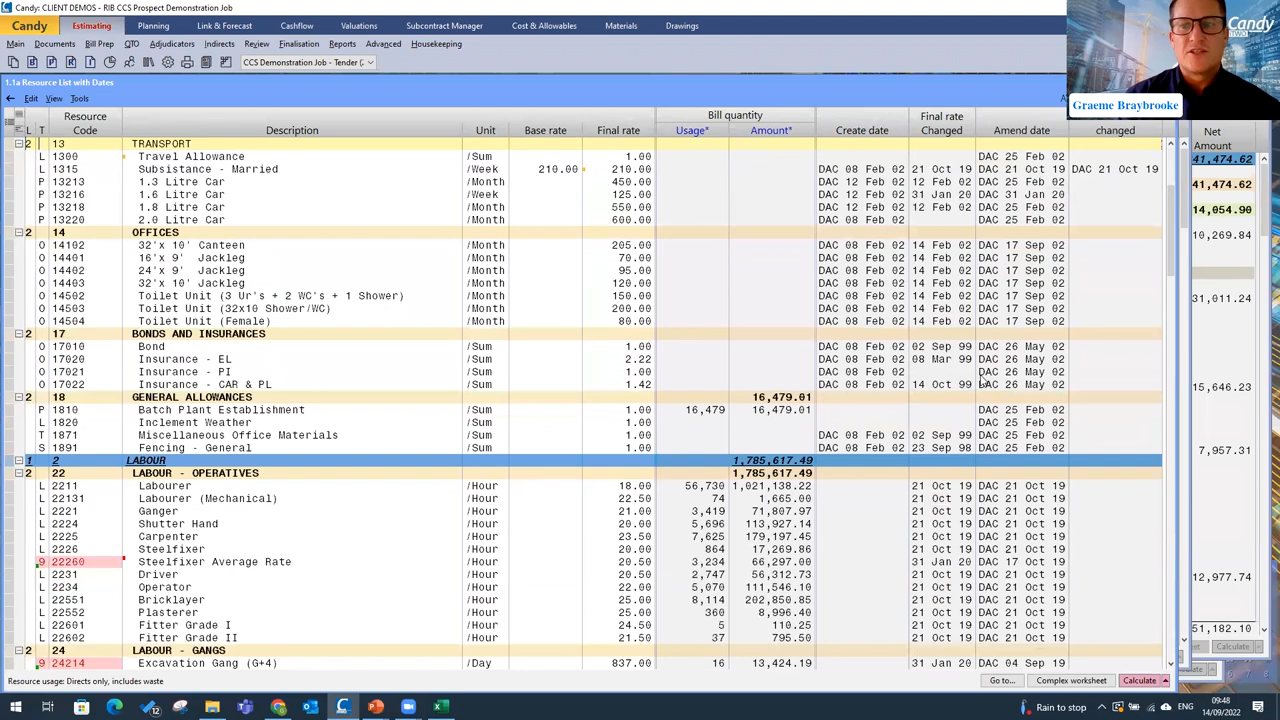 Candy: CLIENT DEMOS - RIB CCS Prospect Demonstration Job
Candy Estimating Planning Link & Forecast Cashflow Valuations Subcontract Manager Cost & Allowables Materials Drawings
Main Documents Bill Prep QTO Adjudicators Indirects Review Finalisation Reports Advanced Housekeeping
CCS Demonstration Job - Tender (
Candy
Graeme Braybrooke
1.1a Resource List with Dates
Edit View Tools
Resource Bill quantity Final rate Net
L T Code Description Unit Base rate Final rate Usage* Amount* Create date Changed Amend date changed Amount
2 13 TRANSPORT
L 1300 Travel Allowance /Sum 1.00 DAC 25 Feb 02
L 1315 Subsistance - Married /Week 210.00 210.00 DAC 08 Feb 02 21 Oct 19 DAC 21 Oct 19 DAC 21 Oct 19
P 13213 1.3 Litre Car /Month 450.00 DAC 12 Feb 02 12 Feb 02 DAC 25 Feb 02
P 13216 1.6 Litre Car /Week 125.00 DAC 08 Feb 02 31 Jan 20 DAC 31 Jan 20
P 13218 1.8 Litre Car /Month 550.00 DAC 12 Feb 02 12 Feb 02 DAC 25 Feb 02
P 13220 2.0 Litre Car /Month 600.00 DAC 08 Feb 02 DAC 25 Feb 02
2 14 OFFICES
O 14102 32'x 10' Canteen /Month 205.00 DAC 08 Feb 02 14 Feb 02 DAC 17 Sep 02
O 14401 16'x 9' Jackleg /Month 70.00 DAC 08 Feb 02 14 Feb 02 DAC 17 Sep 02
O 14402 24'x 9' Jackleg /Month 95.00 DAC 08 Feb 02 14 Feb 02 DAC 17 Sep 02
O 14403 32'x 10' Jackleg /Month 120.00 DAC 08 Feb 02 14 Feb 02 DAC 17 Sep 02
O 14502 Toilet Unit (3 Ur's + 2 WC's + 1 Shower) /Month 150.00 DAC 08 Feb 02 14 Feb 02 DAC 17 Sep 02
O 14503 Toilet Unit (32x10 Shower/WC) /Month 200.00 DAC 08 Feb 02 14 Feb 02 DAC 17 Sep 02
O 14504 Toilet Unit (Female) /Month 80.00 DAC 08 Feb 02 14 Feb 02 DAC 17 Sep 02
2 17 BONDS AND INSURANCES
O 17010 Bond /Sum 1.00 DAC 08 Feb 02 02 Sep 99 DAC 26 May 02
O 17020 Insurance - EL /Sum 2.22 DAC 08 Feb 02 08 Mar 99 DAC 26 May 02
O 17021 Insurance - PI /Sum 1.00 DAC 08 Feb 02 DAC 26 May 02
O 17022 Insurance - CAR & PL /Sum 1.42 DAC 08 Feb 02 14 Oct 99 DAC 26 May 02
2 18 GENERAL ALLOWANCES 16,479.01
P 1810 Batch Plant Establishment /Sum 1.00 16,479 16,479.01 DAC 25 Feb 02
L 1820 Inclement Weather /Sum 1.00 DAC 25 Feb 02
T 1871 Miscellaneous Office Materials /Sum 1.00 DAC 08 Feb 02 02 Sep 99 DAC 25 Feb 02
S 1891 Fencing - General /Sum 1.00 DAC 08 Feb 02 23 Sep 98 DAC 25 Feb 02
1 2 LABOUR 1,785,617.49
2 22 LABOUR - OPERATIVES 1,785,617.49
L 2211 Labourer /Hour 18.00 56,730 1,021,138.22 21 Oct 19 DAC 21 Oct 19
L 22131 Labourer (Mechanical) /Hour 22.50 74 1,665.00 21 Oct 19 DAC 21 Oct 19
L 2221 Ganger /Hour 21.00 3,419 71,807.97 21 Oct 19 DAC 21 Oct 19
L 2224 Shutter Hand /Hour 20.00 5,696 113,927.14 21 Oct 19 DAC 21 Oct 19
L 2225 Carpenter /Hour 23.50 7,625 179,197.45 21 Oct 19 DAC 21 Oct 19
L 2226 Steelfixer /Hour 20.00 864 17,269.86 21 Oct 19 DAC 21 Oct 19
9 22260 Steelfixer Average Rate /Hour 20.50 3,234 66,297.00 31 Jan 20 DAC 17 Oct 19
L 2231 Driver /Hour 20.50 2,747 56,312.73 21 Oct 19 DAC 21 Oct 19
L 2234 Operator /Hour 22.00 5,070 111,546.10 21 Oct 19 DAC 21 Oct 19
L 22551 Bricklayer /Hour 25.00 8,114 202,850.85 21 Oct 19 DAC 21 Oct 19
L 22552 Plasterer /Hour 25.00 360 8,996.40 21 Oct 19 DAC 21 Oct 19
L 22601 Fitter Grade I /Hour 24.50 5 110.25 21 Oct 19 DAC 21 Oct 19
L 22602 Fitter Grade II /Hour 21.50 37 795.50 21 Oct 19 DAC 21 Oct 19
2 24 LABOUR - GANGS
9 24214 Excavation Gang (G+4) /Day 837.00 16 13,424.19 31 Jan 20 DAC 04 Sep 19
41,474.62
41,474.62
14,054.90
10,269.84
31,011.24
15,646.23
7,957.31
12,977.74
51,182.10
Resource usage: Directs only, includes waste Go to... Complex worksheet Calculate
Calculate
Rain to stop ENG 09:48
14/09/2022